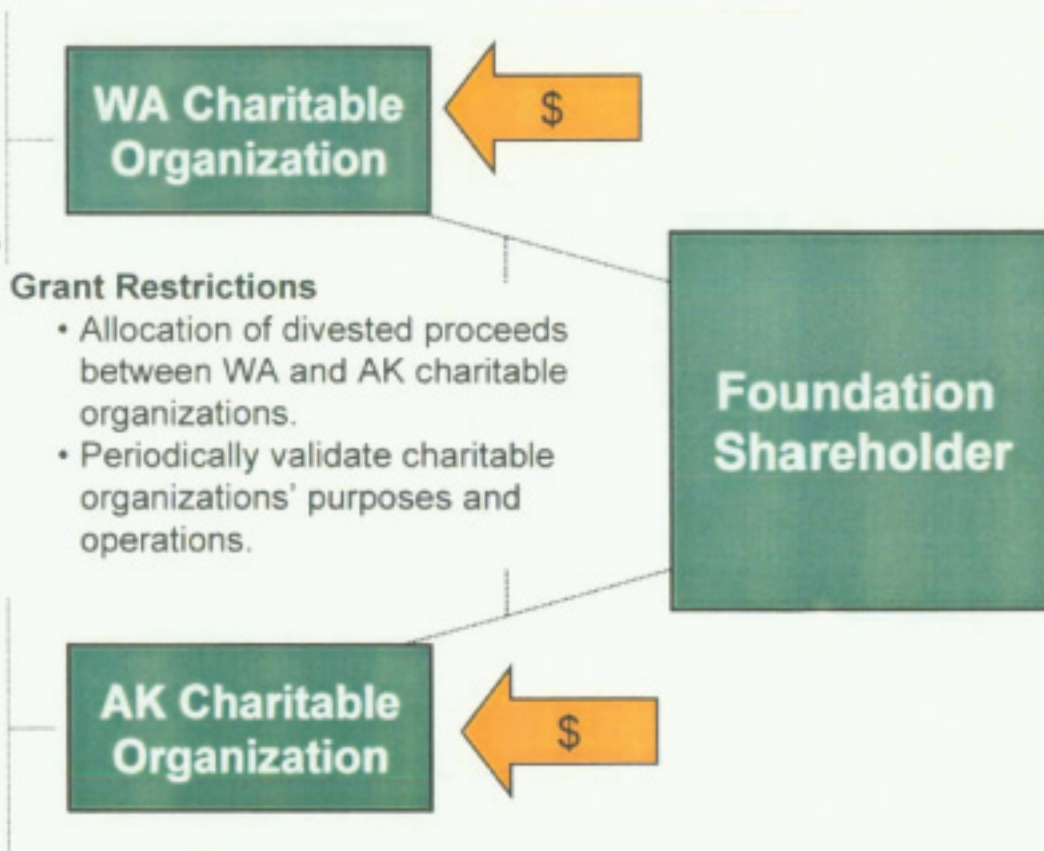 WA Charitable
Organization
$
Grant Restrictions
• Allocation of divested proceeds
between WA and AK charitable
organizations.
• Periodically validate charitable
organizations' purposes and
operations.
Foundation
Shareholder
AK Charitable
Organization
$